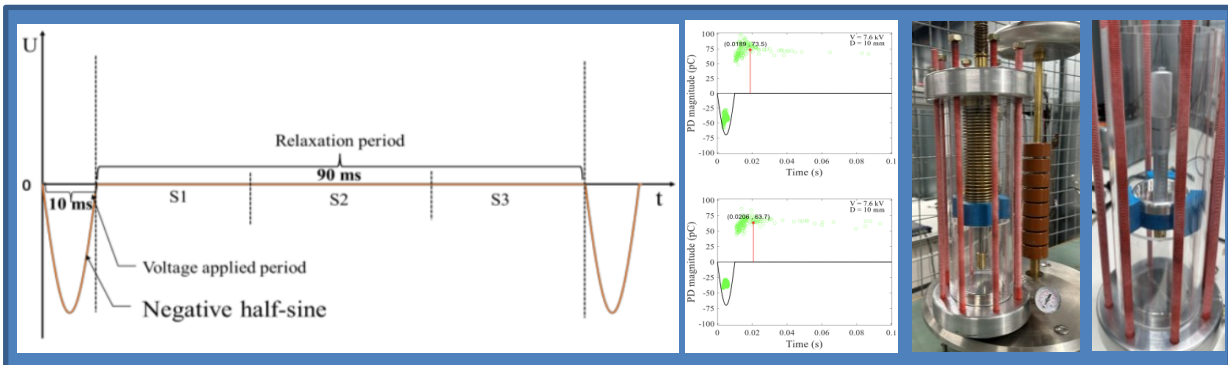 U
Relaxation period
90 ms
0
10 ms
S1
S2
S3
t
Voltage applied period
Negative half-sine
V = 7.6 kV
D = 10 mm
(0.0189 , 73.5)
PD magnitude (pC)
100
75
50
25
0
-25
-50
-75
-100
0
0.02
0.04
0.06
0.08
0.1
Time (s)
V = 7.6 kV
D = 10 mm
(0.0206 , 63.7)
PD magnitude (pC)
100
75
50
25
0
-25
-50
-75
-100
0
0.02
0.04
0.06
0.08
0.1
Time (s)